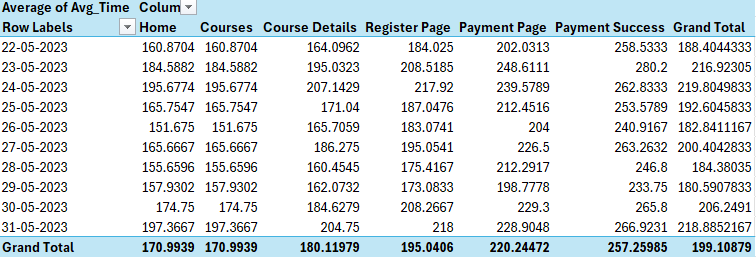 Average of Avg_Time Colum
Row Labels Home Courses Course Details Register Page Payment Page Payment Success Grand Total
22-05-2023 160.8704 160.8704 164.0962 184.025 202.0313 258.5333 188.4044333
23-05-2023 184.5882 184.5882 195.0323 208.5185 248.6111 280.2 216.92305
24-05-2023 195.6774 195.6774 207.1429 217.92 239.5789 262.8333 219.8049833
25-05-2023 165.7547 165.7547 171.04 187.0476 212.4516 253.5789 192.6045833
26-05-2023 151.675 151.675 165.7059 183.0741 204 240.9167 182.8411167
27-05-2023 165.6667 165.6667 186.275 195.0541 226.5 263.2632 200.4042833
28-05-2023 155.6596 155.6596 160.4545 175.4167 212.2917 246.8 184.38035
29-05-2023 157.9302 157.9302 162.0732 173.0833 198.7778 233.75 180.5907833
30-05-2023 174.75 174.75 184.6279 208.2667 229.3 265.8 206.2491
31-05-2023 197.3667 197.3667 204.75 218 228.9048 266.9231 218.8852167
Grand Total 170.9939 170.9939 180.11979 195.0406 220.24472 257.25985 199.10879